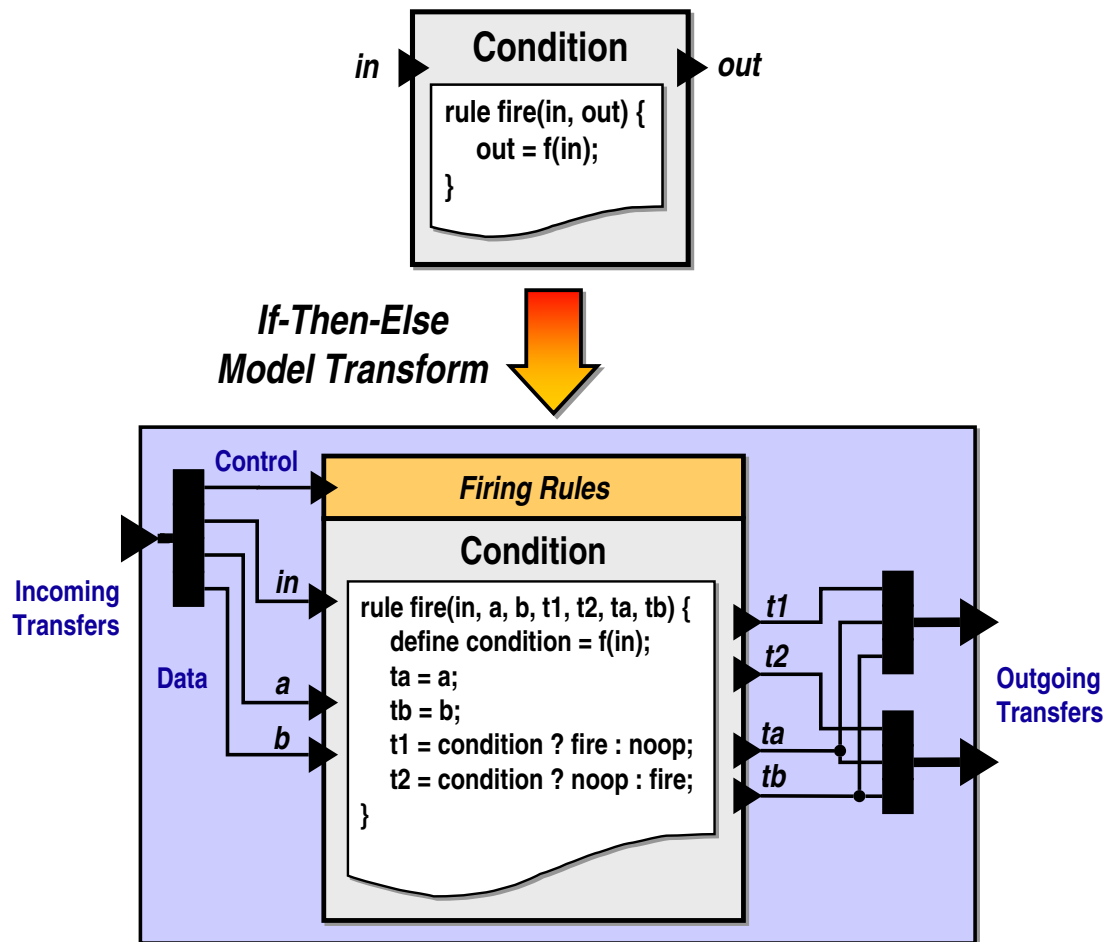 Condition
in
out
rule fire(in, out) {
out = f(in);
}
If-Then-Else
Model Transform
Control
Firing Rules
Condition
Incoming
Transfers
Data
in
a
b
rule fire(in, a, b, t1, t2, ta, tb) {
define condition = f(in);
ta = a;
tb = b;
t1 = condition ? fire : noop;
t2 = condition ? noop : fire;
}
t1
t2
ta
tb
Outgoing
Transfers